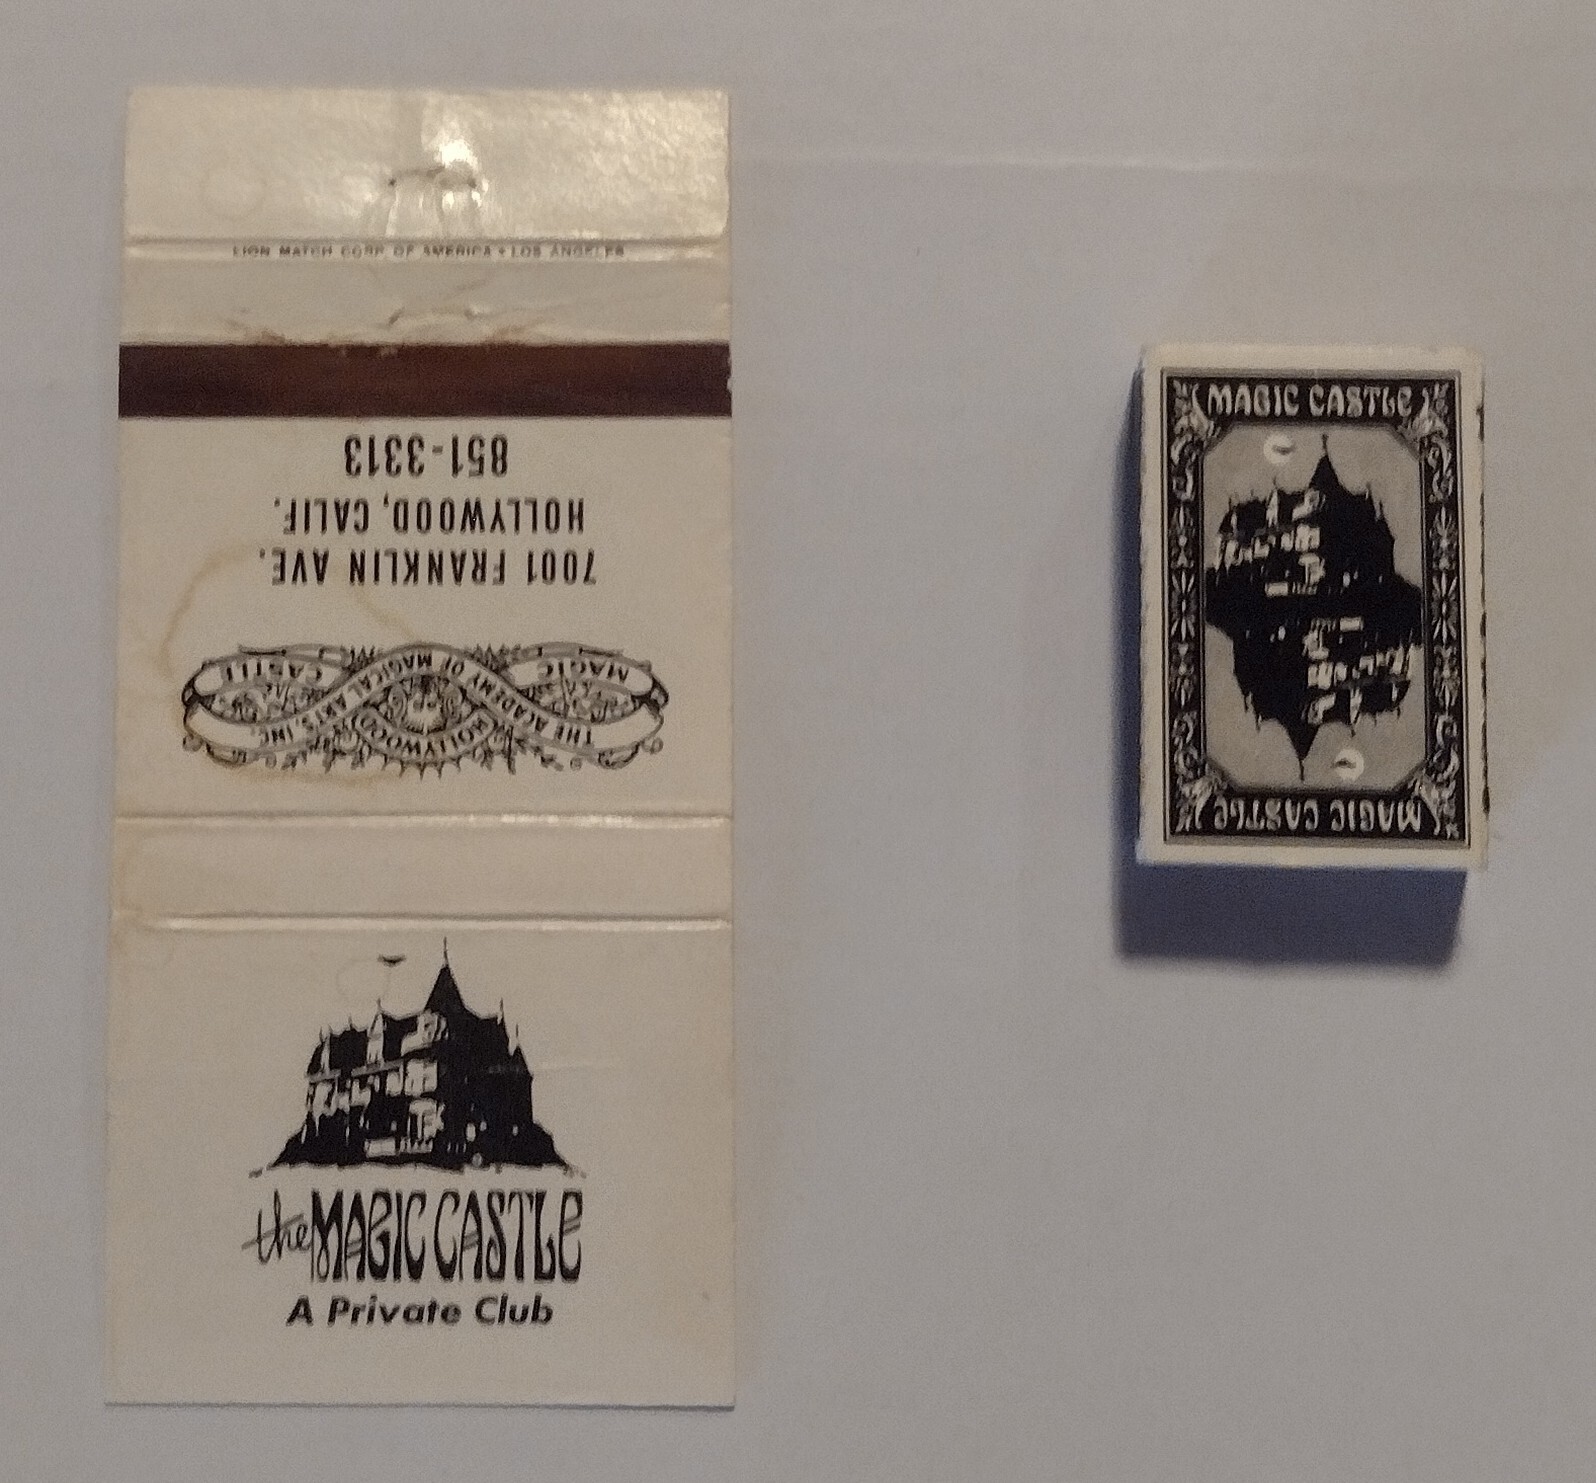 LION MATCH CORP. OF AMERICA • LOS ANGELES
851-3313
HOLLYWOOD, CALIF.
7001 FRANKLIN AVE.
MAGIC CASTLE
THE ACADEMY OF MAGICAL ARTS, INC.
HOLLYWOOD
the MAGIC CASTLE
A Private Club
MAGIC CASTLE
MAGIC CASTLE